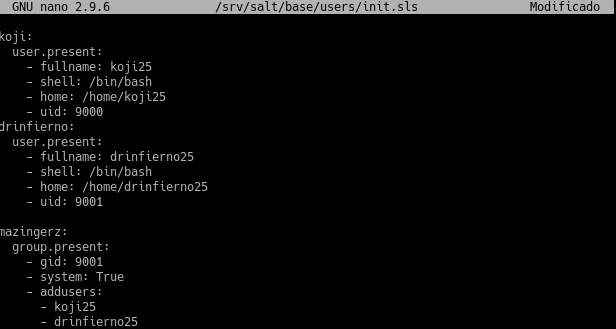 GNU nano 2.9.6 /srv/salt/base/users/init.sls Modificado
koji:
  user.present:
    - fullname: koji25
    - shell: /bin/bash
    - home: /home/koji25
    - uid: 9000
drinfierno:
  user.present:
    - fullname: drinfierno25
    - shell: /bin/bash
    - home: /home/drinfierno25
    - uid: 9001
mazingerz:
  group.present:
    - gid: 9001
    - system: True
    - addusers:
      - koji25
      - drinfierno25